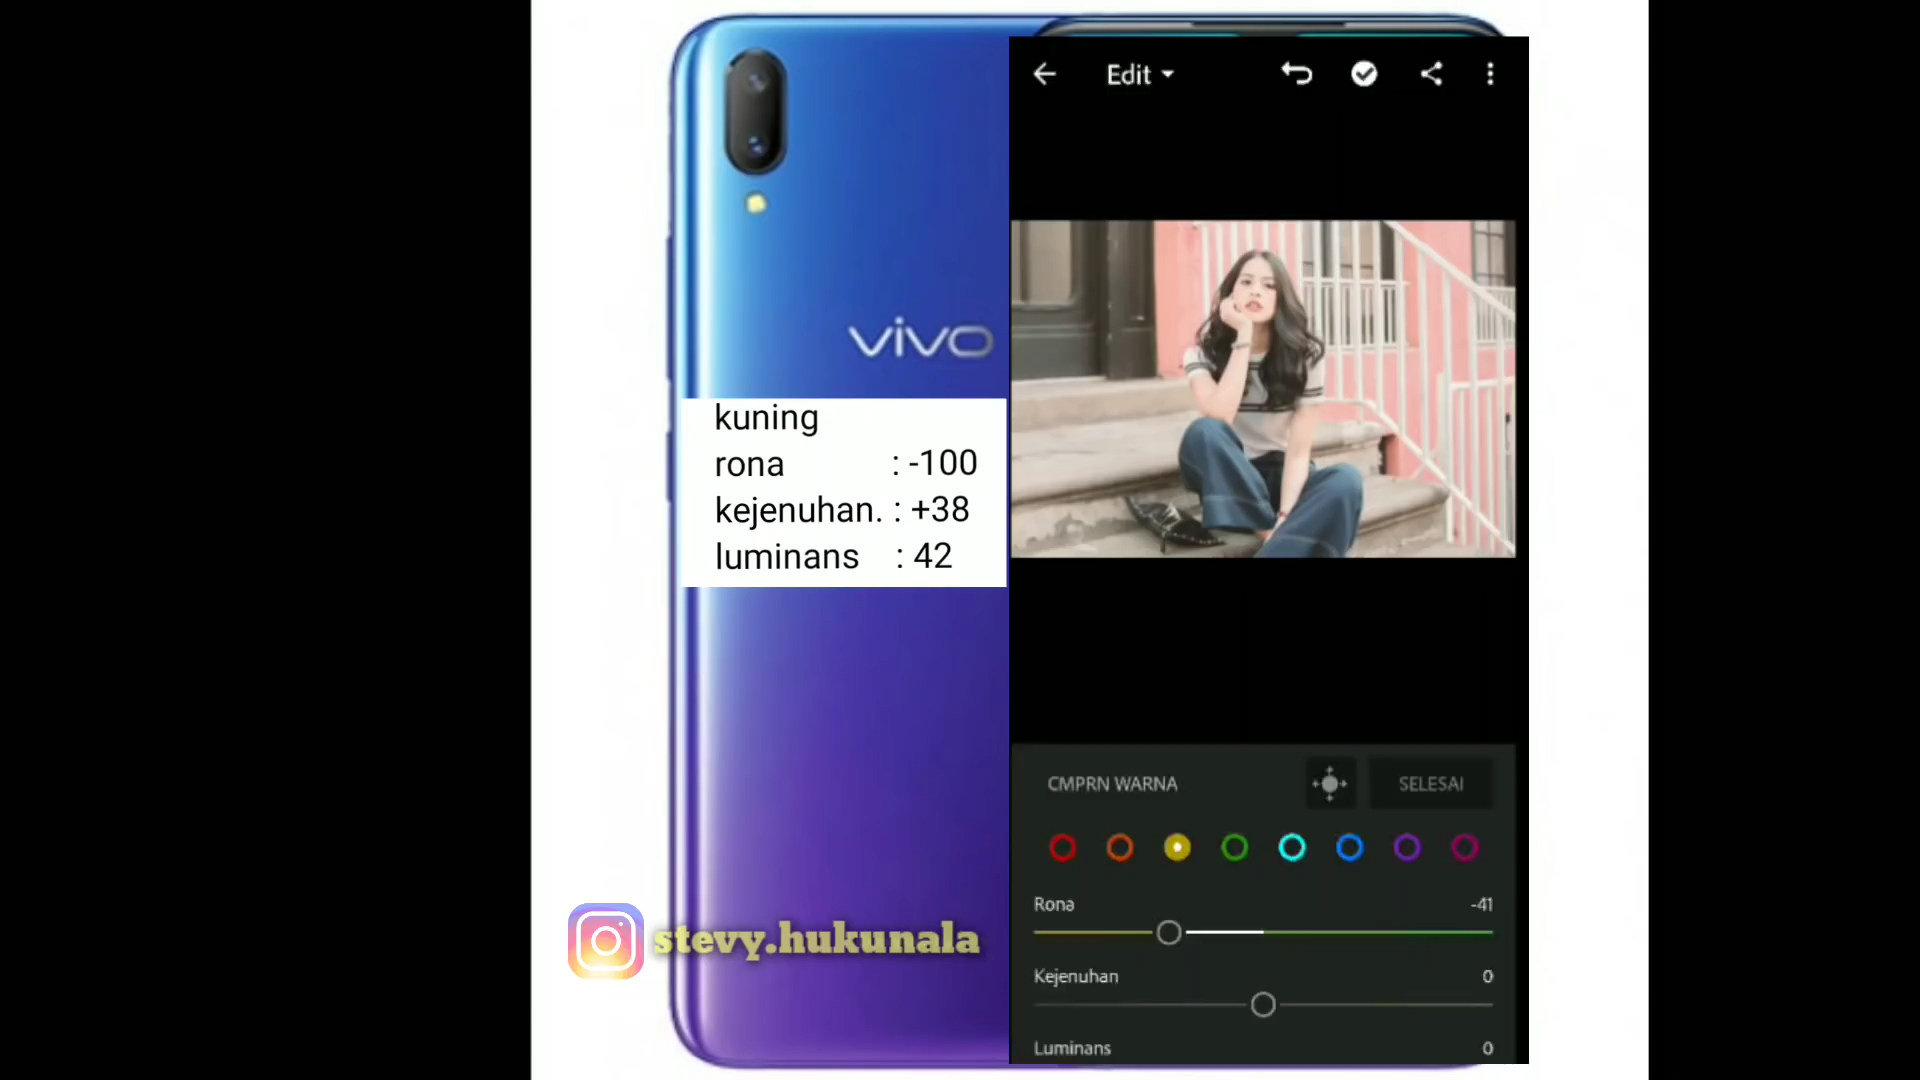 vivo
kuning
rona : -100
kejenuhan. : +38
luminans : 42
stevy.hukunala
Edit
CMPRN WARNA
SELESAI
Rona -41
Kejenuhan 0
Luminans 0